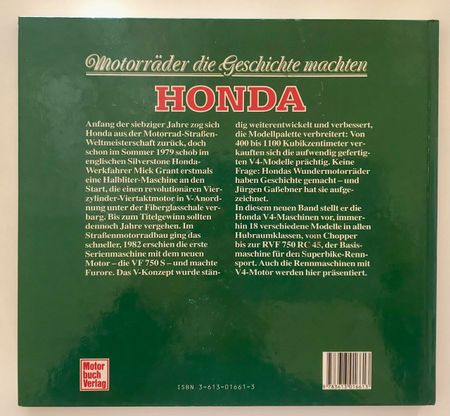 Motorräder die Geschichte machten
HONDA
Anfang der siebziger Jahre zog sich
Honda aus der Motorrad-Straßen-
Weltmeisterschaft zurück, doch
schon im Sommer 1979 schob im
englischen Silverstone Honda-
Werkfahrer Mick Grant erstmals
eine Halbliter-Maschine an den
Start, die einen revolutionären Vier-
zylinder-Viertaktmotor in V-Anord-
nung unter der Fiberglasschale ver-
barg. Bis zum Titelgewinn sollten
dennoch Jahre vergehen. Im
Straßenmotorradbau ging das
schneller, 1982 erschien die erste
Serienmaschine mit dem neuen
Motor – die VF 750 S – und machte
Furore. Das V-Konzept wurde stän-
dig weiterentwickelt und verbessert,
die Modellpalette verbreitert: Von
400 bis 1100 Kubikzentimeter ver-
kauften sich die aufwendig gefertig-
ten V4-Modelle prächtig. Keine
Frage: Hondas Wundermotorräder
haben Geschichte gemacht – und
Jürgen Gaßebner hat sie aufge-
zeichnet.
In diesem neuen Band stellt er die
Honda V4-Maschinen vor, immer-
hin 18 verschiedene Modelle in allen
Hubraumklassen, vom Chopper
bis zur RVF 750 RC 45, der Basis-
maschine für den Superbike-Renn-
sport. Auch die Rennmaschinen mit
V4-Motor werden hier präsentiert.
Motor
buch
Verlag
ISBN 3-613-01661-3
9 783613 016613